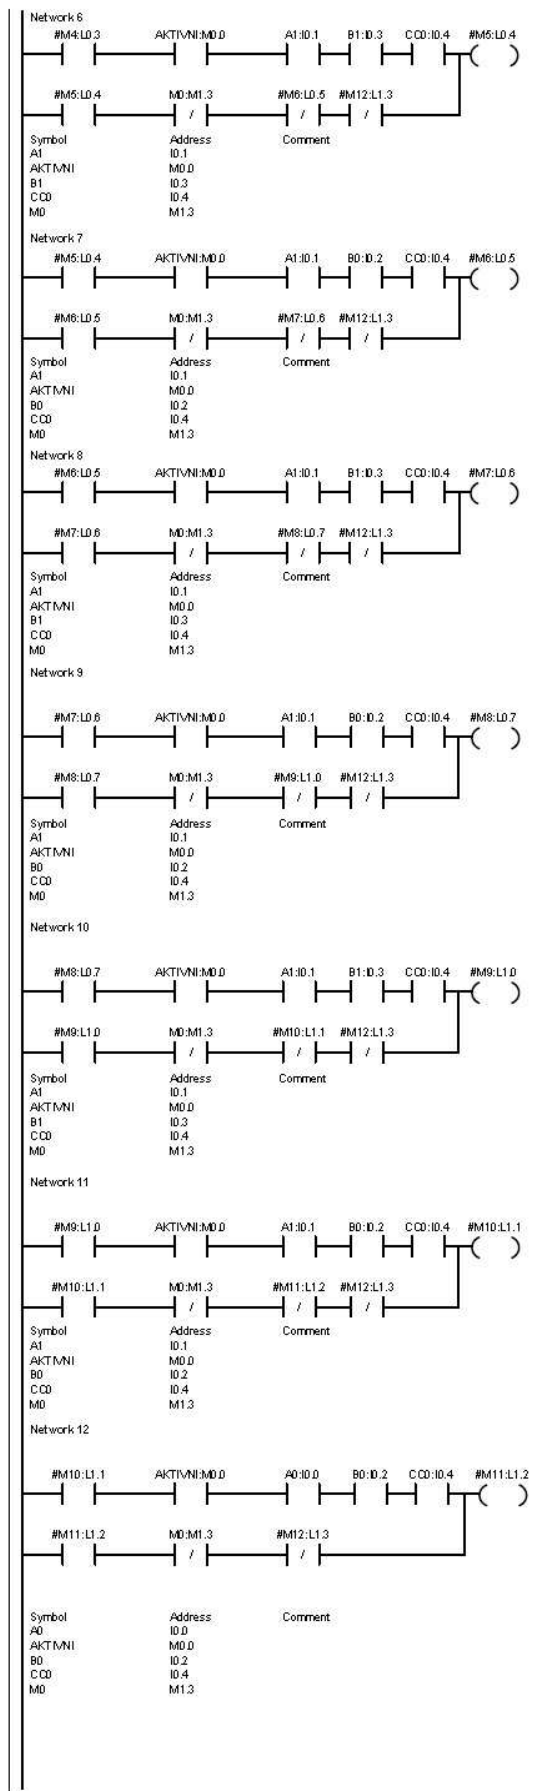 Network 6
#M4:L0.3 AKTIVNI:M0.0 A1:I0.1 B1:I0.3 CC0:I0.4 #M5:L0.4
#M5:L0.4 M0:M1.3 #M6:L0.5 #M12:L1.3
Symbol Address Comment
A1 I0.1
AKTIVNI M0.0
B1 I0.3
CC0 I0.4
M0 M1.3
Network 7
#M5:L0.4 AKTIVNI:M0.0 A1:I0.1 B0:I0.2 CC0:I0.4 #M6:L0.5
#M6:L0.5 M0:M1.3 #M7:L0.6 #M12:L1.3
Symbol Address Comment
A1 I0.1
AKTIVNI M0.0
B0 I0.2
CC0 I0.4
M0 M1.3
Network 8
#M6:L0.5 AKTIVNI:M0.0 A1:I0.1 B1:I0.3 CC0:I0.4 #M7:L0.6
#M7:L0.6 M0:M1.3 #M8:L0.7 #M12:L1.3
Symbol Address Comment
A1 I0.1
AKTIVNI M0.0
B1 I0.3
CC0 I0.4
M0 M1.3
Network 9
#M7:L0.6 AKTIVNI:M0.0 A1:I0.1 B0:I0.2 CC0:I0.4 #M8:L0.7
#M8:L0.7 M0:M1.3 #M9:L1.0 #M12:L1.3
Symbol Address Comment
A1 I0.1
AKTIVNI M0.0
B0 I0.2
CC0 I0.4
M0 M1.3
Network 10
#M8:L0.7 AKTIVNI:M0.0 A1:I0.1 B1:I0.3 CC0:I0.4 #M9:L1.0
#M9:L1.0 M0:M1.3 #M10:L1.1 #M12:L1.3
Symbol Address Comment
A1 I0.1
AKTIVNI M0.0
B1 I0.3
CC0 I0.4
M0 M1.3
Network 11
#M9:L1.0 AKTIVNI:M0.0 A1:I0.1 B0:I0.2 CC0:I0.4 #M10:L1.1
#M10:L1.1 M0:M1.3 #M11:L1.2 #M12:L1.3
Symbol Address Comment
A1 I0.1
AKTIVNI M0.0
B0 I0.2
CC0 I0.4
M0 M1.3
Network 12
#M10:L1.1 AKTIVNI:M0.0 A0:I0.0 B0:I0.2 CC0:I0.4 #M11:L1.2
#M11:L1.2 M0:M1.3 #M12:L1.3
Symbol Address Comment
A0 I0.0
AKTIVNI M0.0
B0 I0.2
CC0 I0.4
M0 M1.3